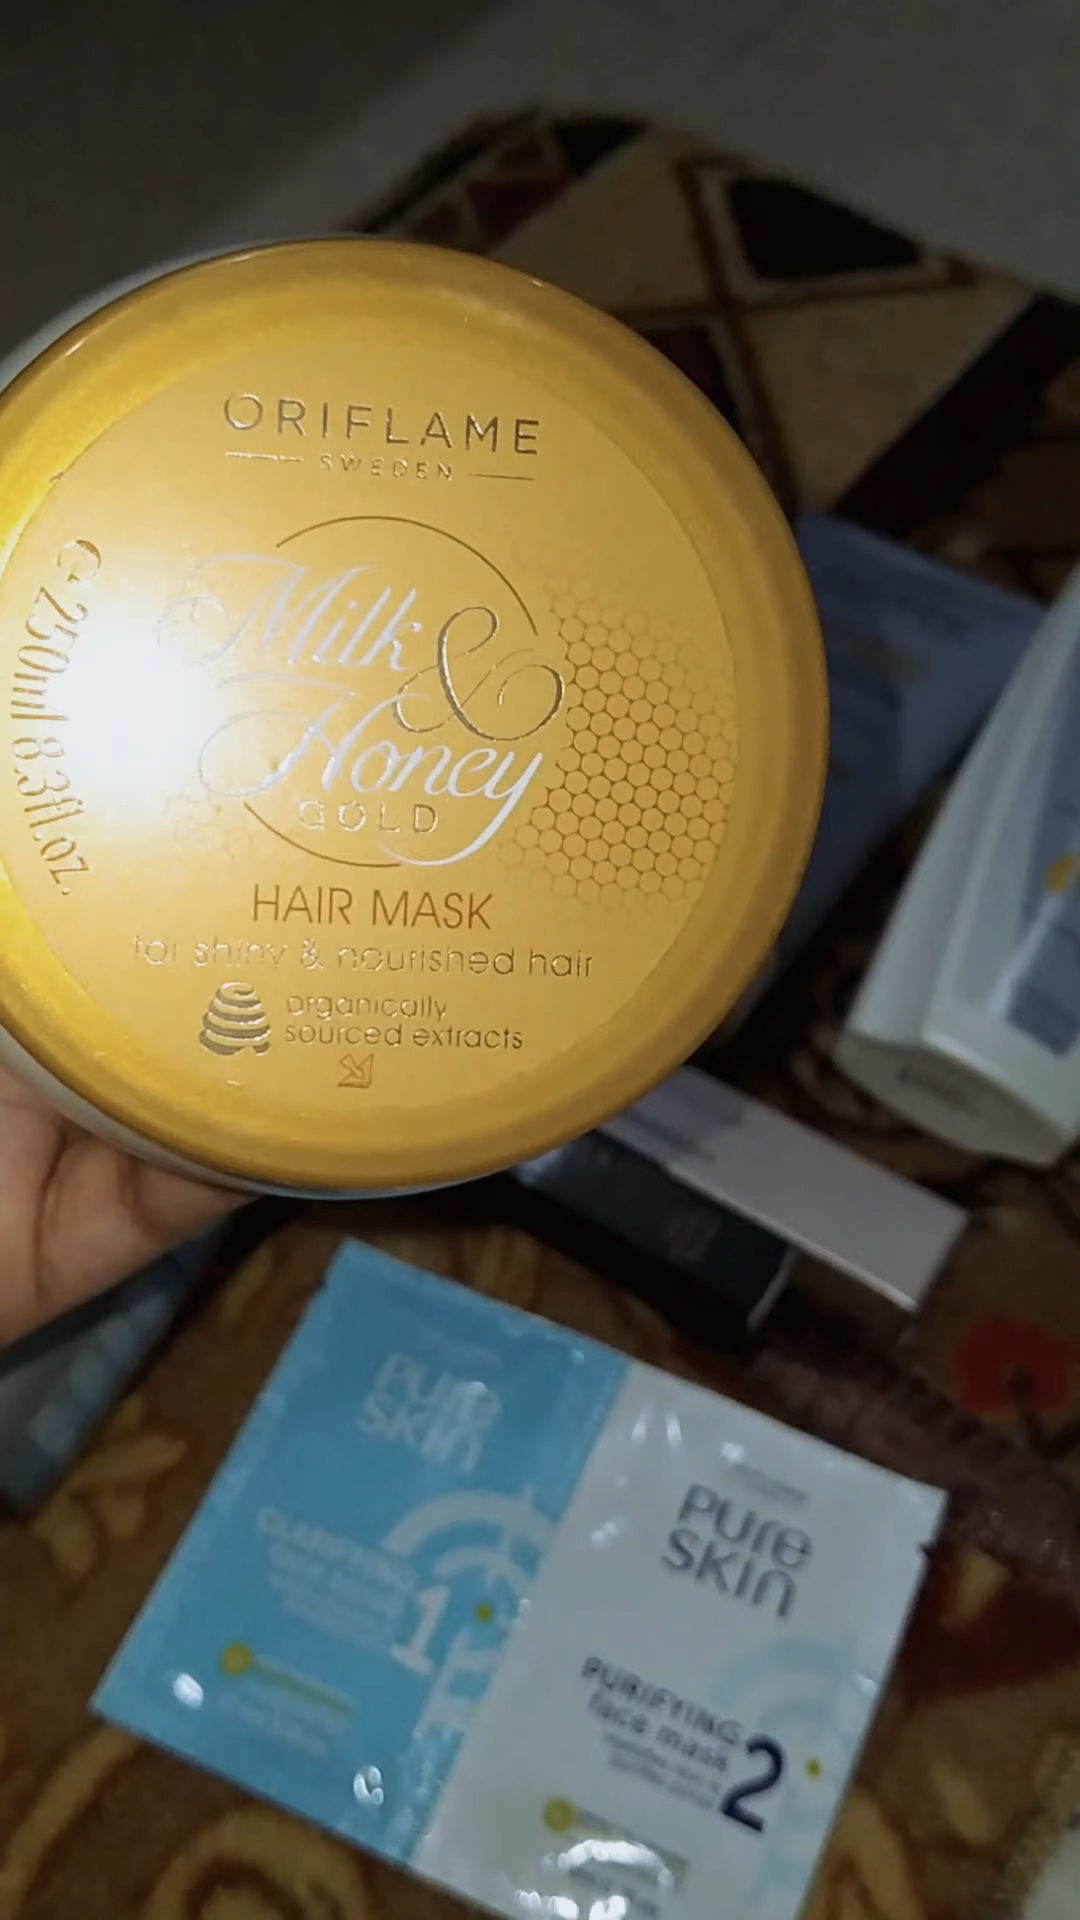 ORIFLAME
SWEDEN
Milk &
Honey
GOLD
HAIR MASK
for shiny & nourished hair
organically
sourced extracts
e 250ml 8.3fl.oz.
PURE
SKIN
CLARIFYING
1
PURE
SKIN
PURIFYING
face mask
2